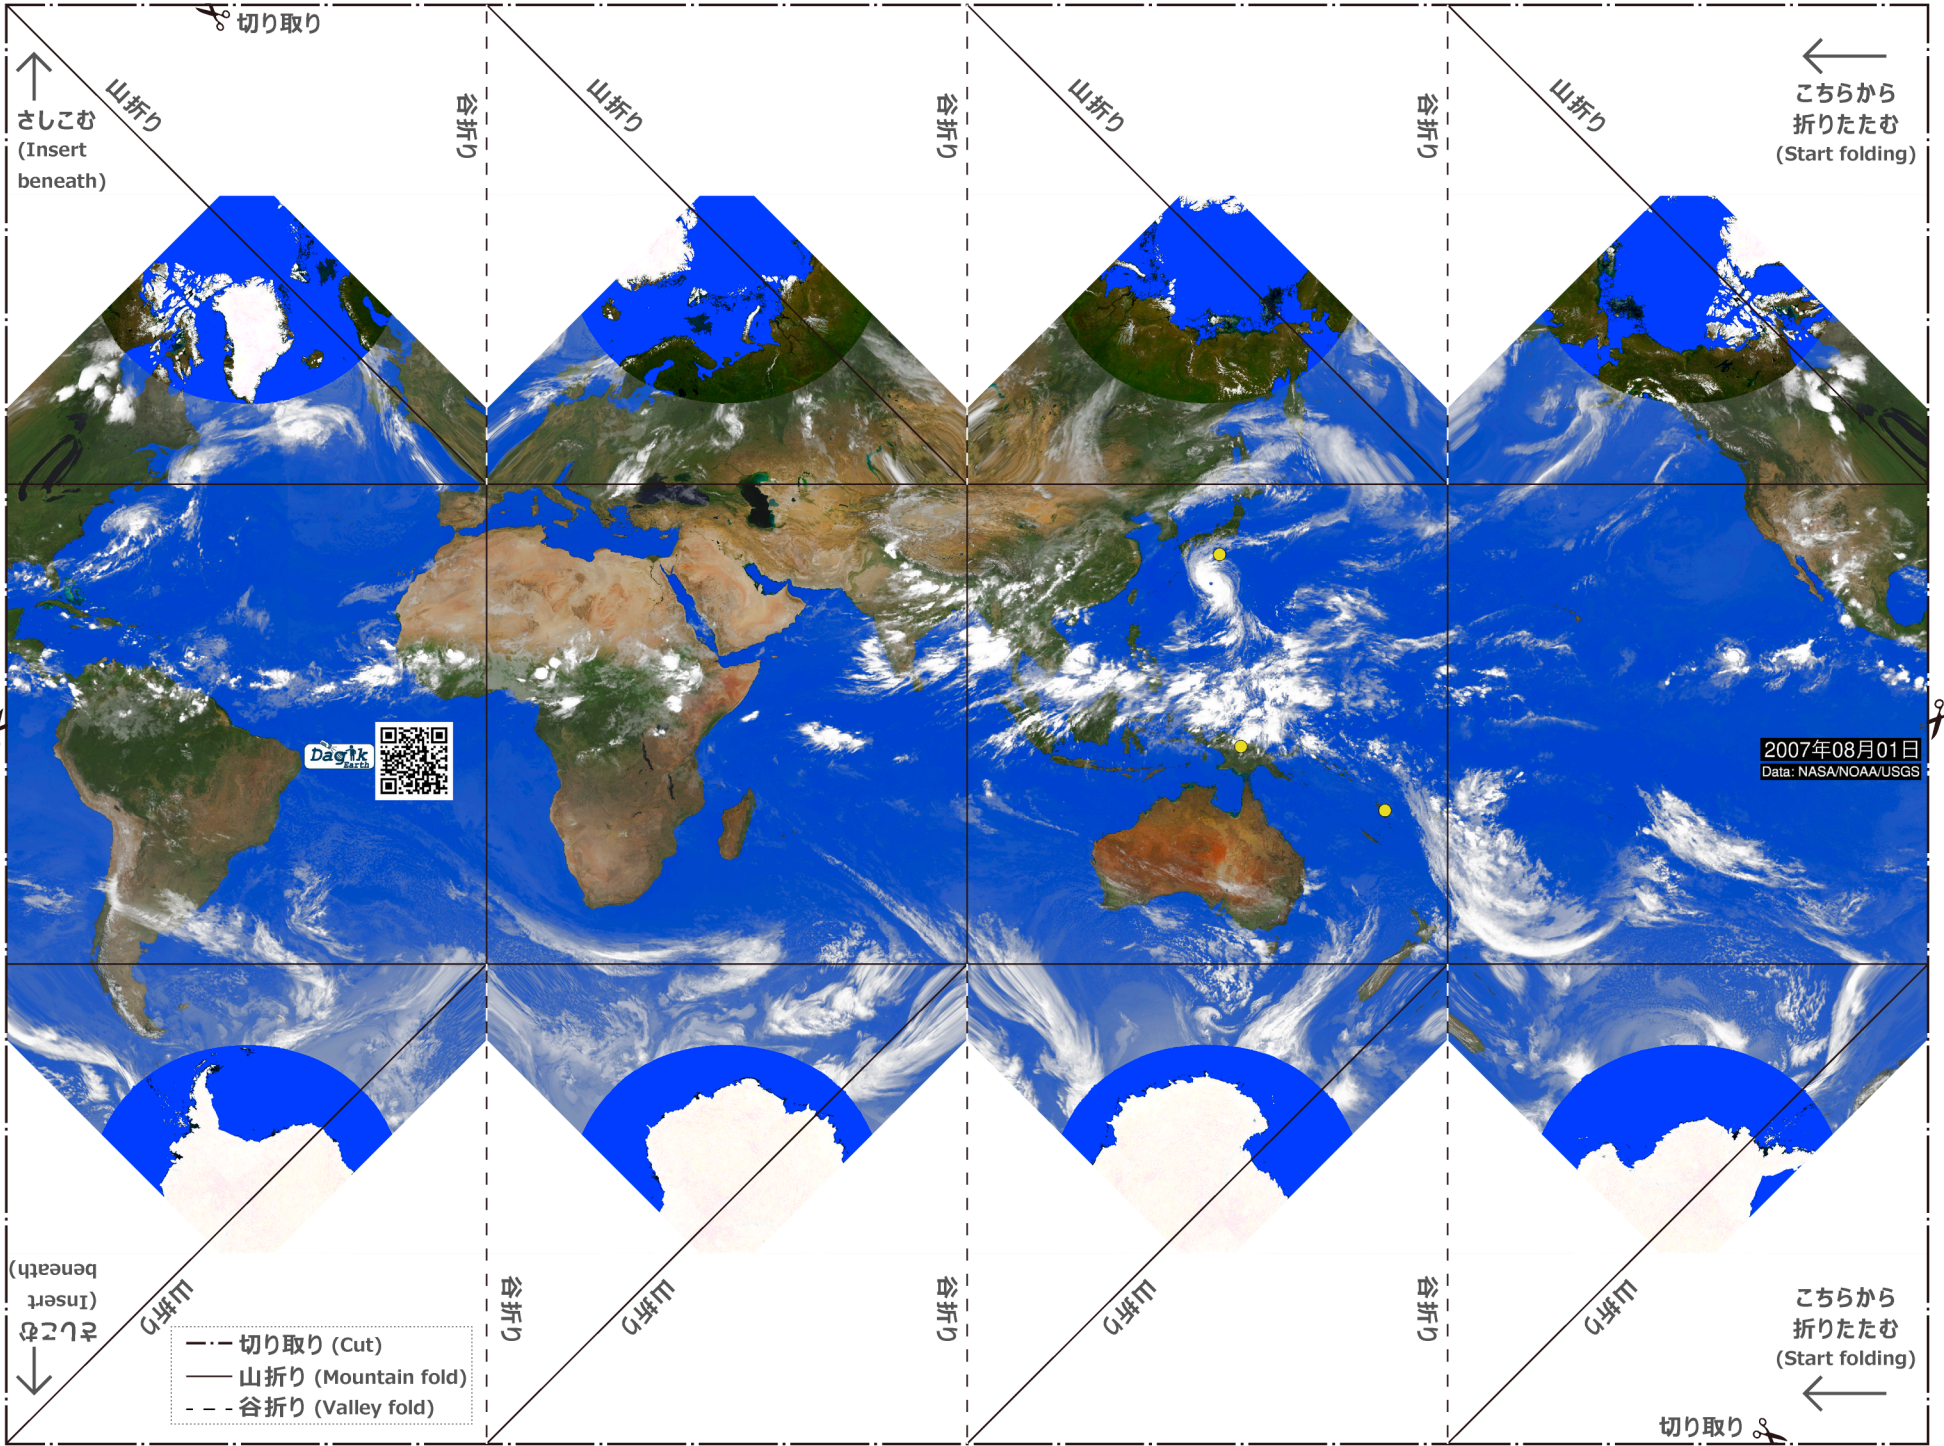 切り取り
山折り
谷折り
山折り
谷折り
山折り
谷折り
山折り
さしこむ
(Insert
beneath)
こちらから
折りたたむ
(Start folding)
Dagik
Earth
2007年08月01日
Data: NASA/NOAA/USGS
さしこむ
(Insert
beneath)
山折り
谷折り
山折り
谷折り
山折り
谷折り
山折り
切り取り (Cut)
山折り (Mountain fold)
谷折り (Valley fold)
こちらから
折りたたむ
(Start folding)
切り取り